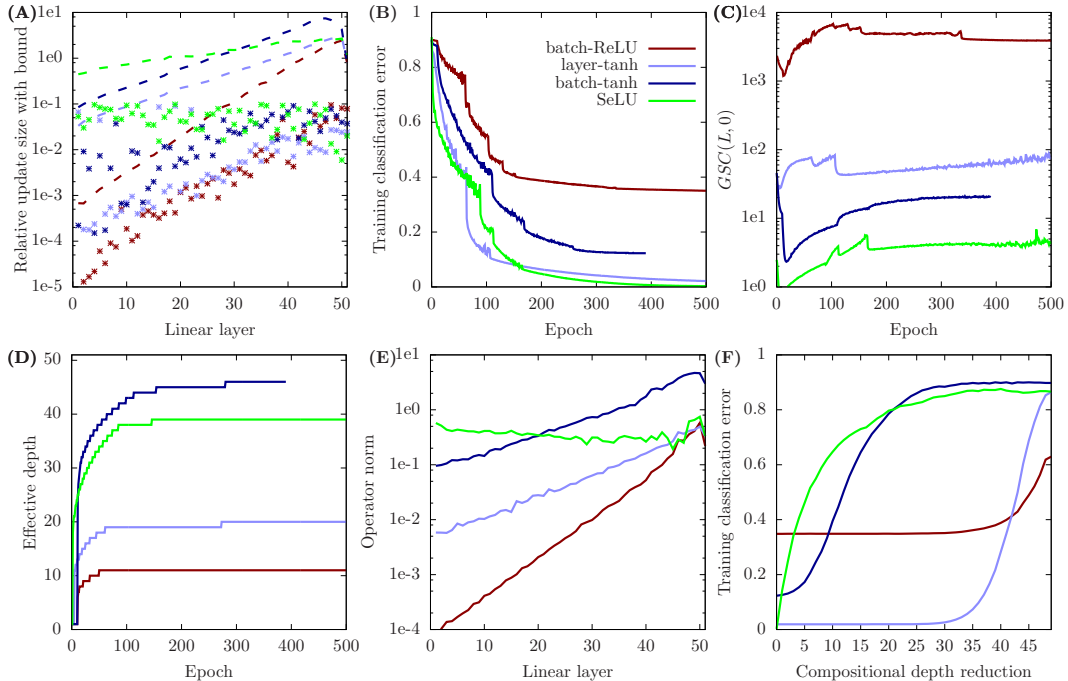 (A)
Relative update size with bound
1e1
1e0
1e-1
1e-2
1e-3
1e-4
1e-5
0 10 20 30 40 50
Linear layer
(B)
Training classification error
1
0.8
0.6
0.4
0.2
0
0 100 200 300 400 500
Epoch
batch-ReLU
layer-tanh
batch-tanh
SeLU
(C)
GSC(L, 0)
1e4
1e3
1e2
1e1
1e0
0 100 200 300 400 500
Epoch
(D)
Effective depth
50
40
30
20
10
0
0 100 200 300 400 500
Epoch
(E)
Operator norm
1e1
1e0
1e-1
1e-2
1e-3
1e-4
0 10 20 30 40 50
Linear layer
(F)
Training classification error
1
0.8
0.6
0.4
0.2
0
0 5 10 15 20 25 30 35 40 45
Compositional depth reduction